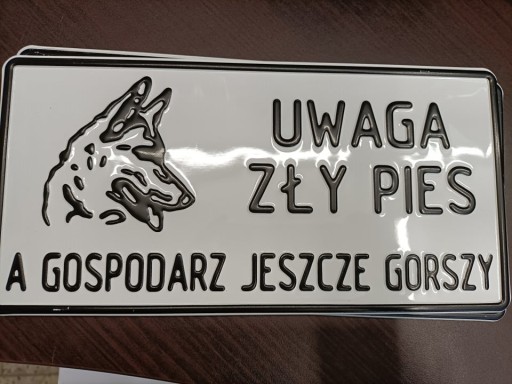 UWAGA
ZŁY PIES
A GOSPODARZ JESZCZE GORSZY